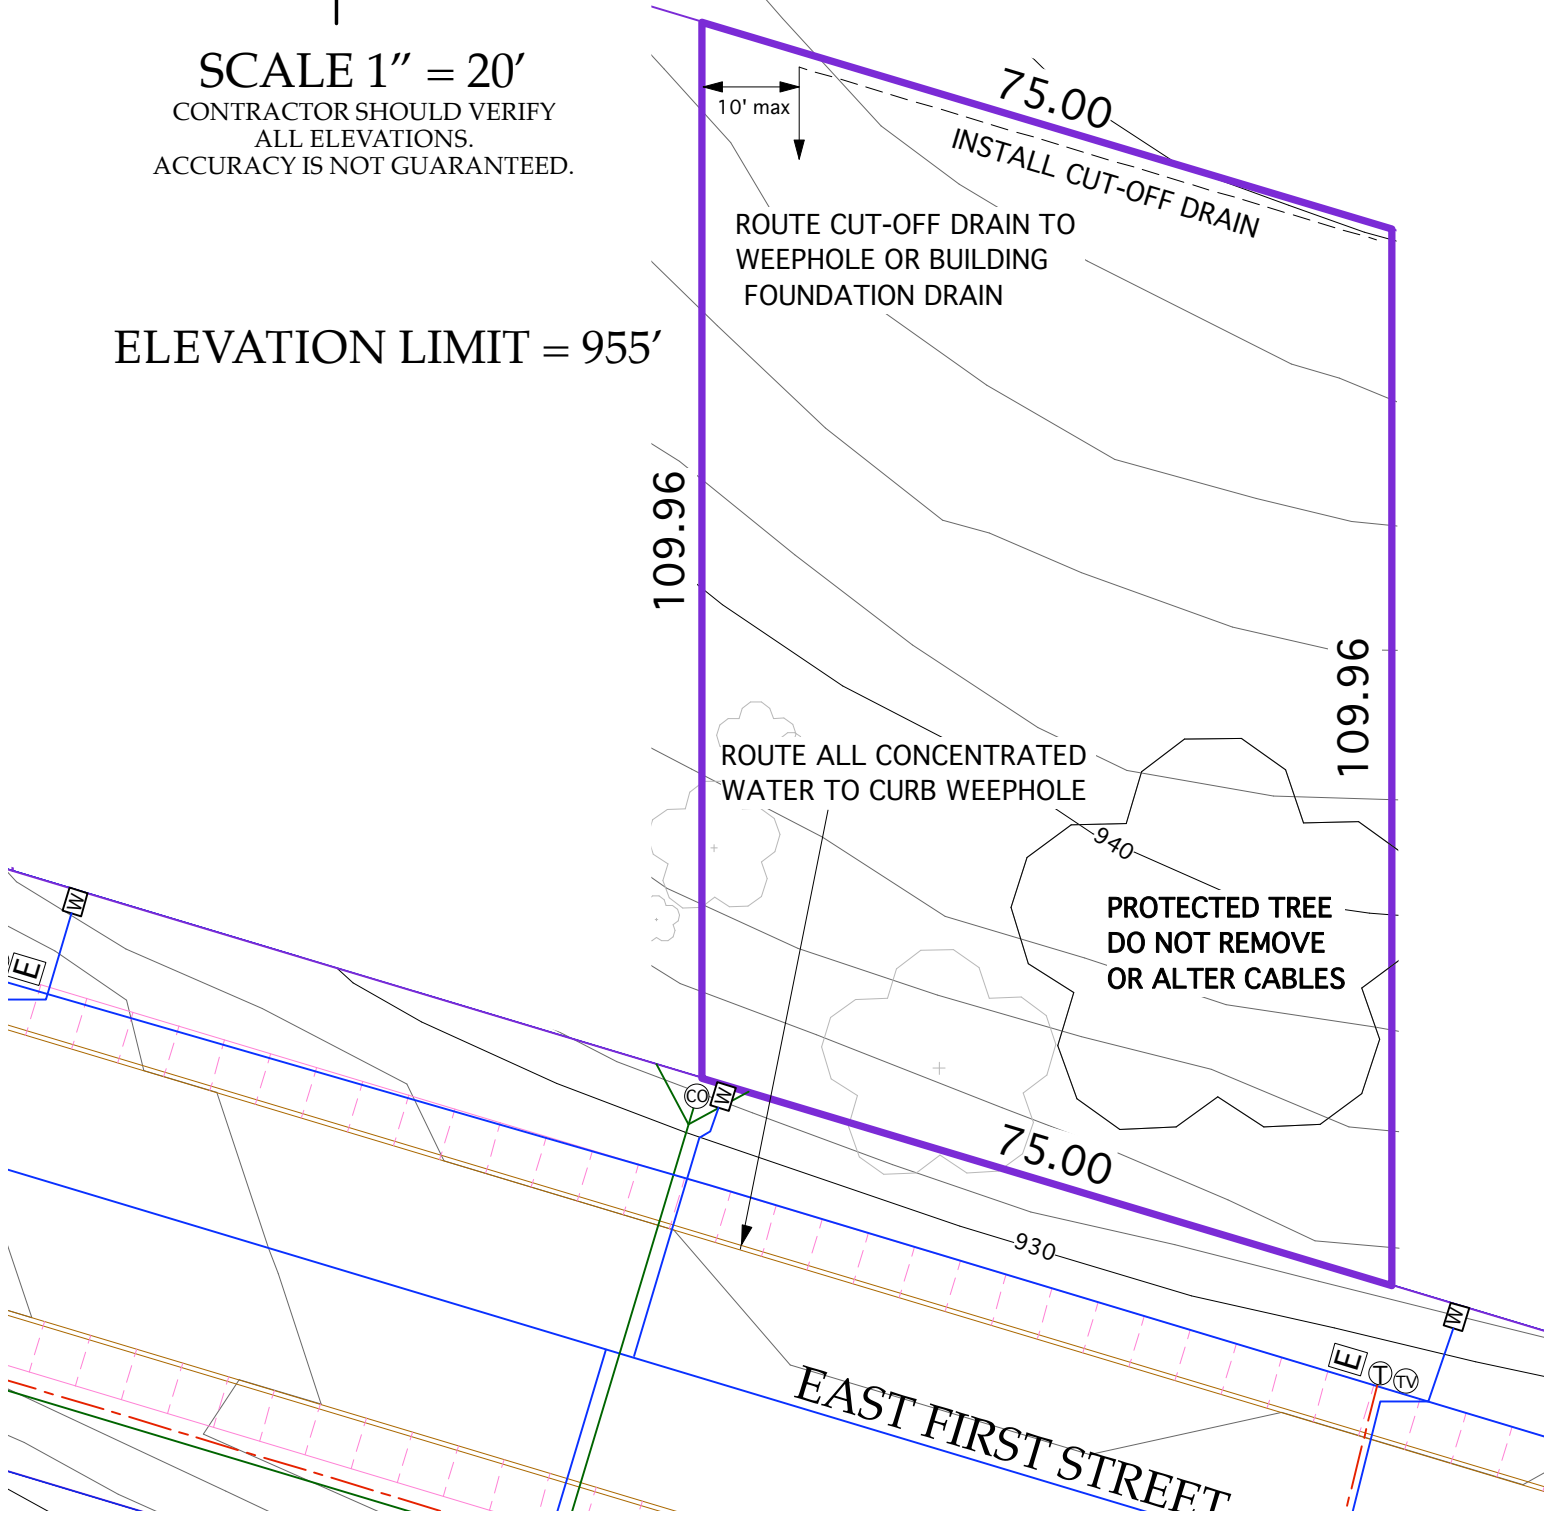 SCALE 1″ = 20′
CONTRACTOR SHOULD VERIFY
ALL ELEVATIONS.
ACCURACY IS NOT GUARANTEED.
75.00
10' max
INSTALL CUT-OFF DRAIN
ROUTE CUT-OFF DRAIN TO
WEEPHOLE OR BUILDING
FOUNDATION DRAIN
ELEVATION LIMIT = 955′
109.96
109.96
ROUTE ALL CONCENTRATED
WATER TO CURB WEEPHOLE
940
PROTECTED TREE
DO NOT REMOVE
OR ALTER CABLES
W
E
CO
W
75.00
930
W
E
T
TV
EAST FIRST STREET